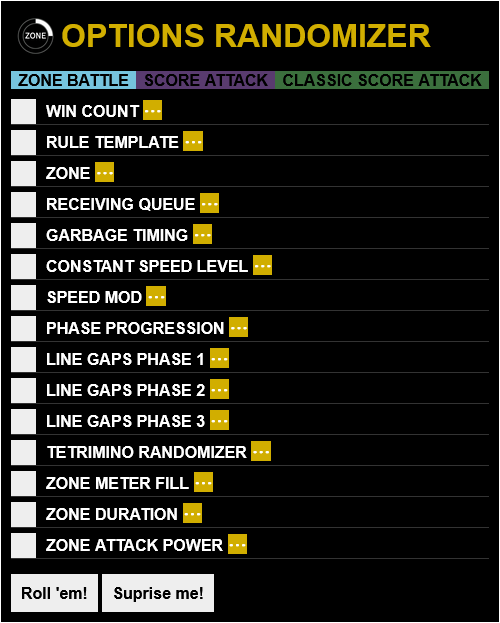 ZONE OPTIONS RANDOMIZER
ZONE BATTLE SCORE ATTACK CLASSIC SCORE ATTACK
WIN COUNT ---
RULE TEMPLATE ---
ZONE ---
RECEIVING QUEUE ---
GARBAGE TIMING ---
CONSTANT SPEED LEVEL ---
SPEED MOD ---
PHASE PROGRESSION ---
LINE GAPS PHASE 1 ---
LINE GAPS PHASE 2 ---
LINE GAPS PHASE 3 ---
TETRIMINO RANDOMIZER ---
ZONE METER FILL ---
ZONE DURATION ---
ZONE ATTACK POWER ---
Roll 'em! Suprise me!